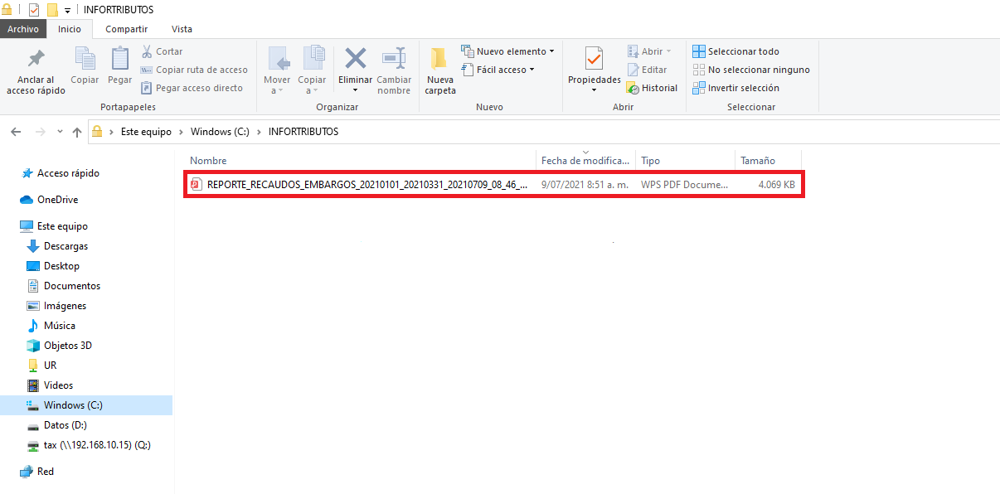 INFORTRIBUTOS
Archivo Inicio Compartir Vista
Anclar al acceso rápido
Copiar
Pegar
Cortar
Copiar ruta de acceso
Pegar acceso directo
Portapapeles
Mover a
Copiar a
Eliminar
Cambiar nombre
Organizar
Nueva carpeta
Nuevo elemento
Fácil acceso
Nuevo
Propiedades
Abrir
Editar
Historial
Abrir
Seleccionar todo
No seleccionar ninguno
Invertir selección
Seleccionar
Este equipo > Windows (C:) > INFORTRIBUTOS
Nombre Fecha de modifica... Tipo Tamaño
REPORTE_RECAUDOS_EMBARGOS_20210101_20210331_20210709_08_46_... 9/07/2021 8:51 a. m. WPS PDF Docume... 4.069 KB
Acceso rápido
OneDrive
Este equipo
Descargas
Desktop
Documentos
Imágenes
Música
Objetos 3D
UR
Videos
Windows (C:)
Datos (D:)
tax (\\192.168.10.15) (Q:)
Red